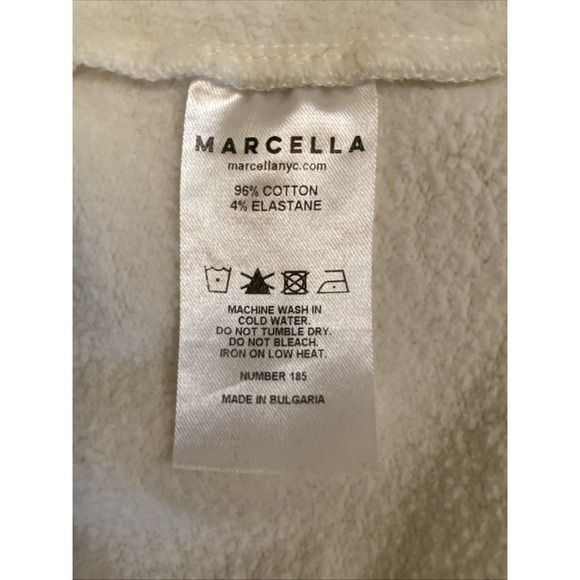 MARCELLA
marcellanyc.com
96% COTTON
4% ELASTANE
MACHINE WASH IN
COLD WATER.
DO NOT TUMBLE DRY.
DO NOT BLEACH.
IRON ON LOW HEAT.
NUMBER 185
MADE IN BULGARIA